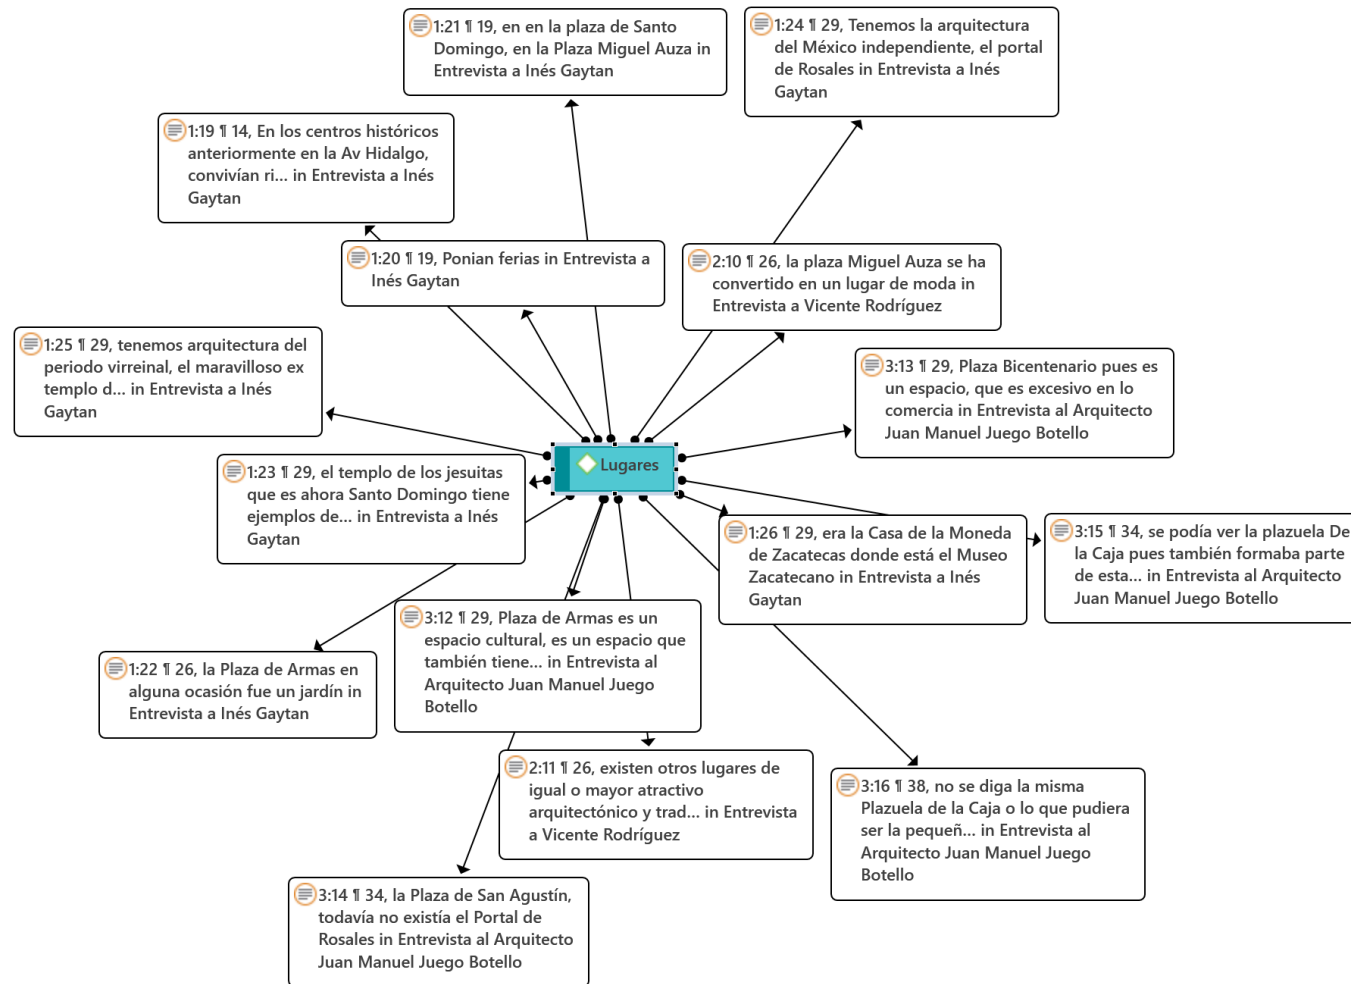 1:21 ¶ 19, en en la plaza de Santo
Domingo, en la Plaza Miguel Auza in
Entrevista a Inés Gaytan
1:24 ¶ 29, Tenemos la arquitectura
del México independiente, el portal
de Rosales in Entrevista a Inés
Gaytan
1:19 ¶ 14, En los centros históricos
anteriormente en la Av Hidalgo,
convivían ri... in Entrevista a Inés
Gaytan
1:20 ¶ 19, Ponian ferias in Entrevista a
Inés Gaytan
2:10 ¶ 26, la plaza Miguel Auza se ha
convertido en un lugar de moda in
Entrevista a Vicente Rodríguez
1:25 ¶ 29, tenemos arquitectura del
periodo virreinal, el maravilloso ex
templo d... in Entrevista a Inés
Gaytan
3:13 ¶ 29, Plaza Bicentenario pues es
un espacio, que es excesivo en lo
comercia in Entrevista al Arquitecto
Juan Manuel Juego Botello
Lugares
1:23 ¶ 29, el templo de los jesuitas
que es ahora Santo Domingo tiene
ejemplos de... in Entrevista a Inés
Gaytan
1:26 ¶ 29, era la Casa de la Moneda
de Zacatecas donde está el Museo
Zacatecano in Entrevista a Inés
Gaytan
3:15 ¶ 34, se podía ver la plazuela De
la Caja pues también formaba parte
de esta... in Entrevista al Arquitecto
Juan Manuel Juego Botello
3:12 ¶ 29, Plaza de Armas es un
espacio cultural, es un espacio que
también tiene... in Entrevista al
Arquitecto Juan Manuel Juego
Botello
1:22 ¶ 26, la Plaza de Armas en
alguna ocasión fue un jardín in
Entrevista a Inés Gaytan
2:11 ¶ 26, existen otros lugares de
igual o mayor atractivo
arquitectónico y trad... in Entrevista
a Vicente Rodríguez
3:16 ¶ 38, no se diga la misma
Plazuela de la Caja o lo que pudiera
ser la pequeñ... in Entrevista al
Arquitecto Juan Manuel Juego
Botello
3:14 ¶ 34, la Plaza de San Agustín,
todavía no existía el Portal de
Rosales in Entrevista al Arquitecto
Juan Manuel Juego Botello